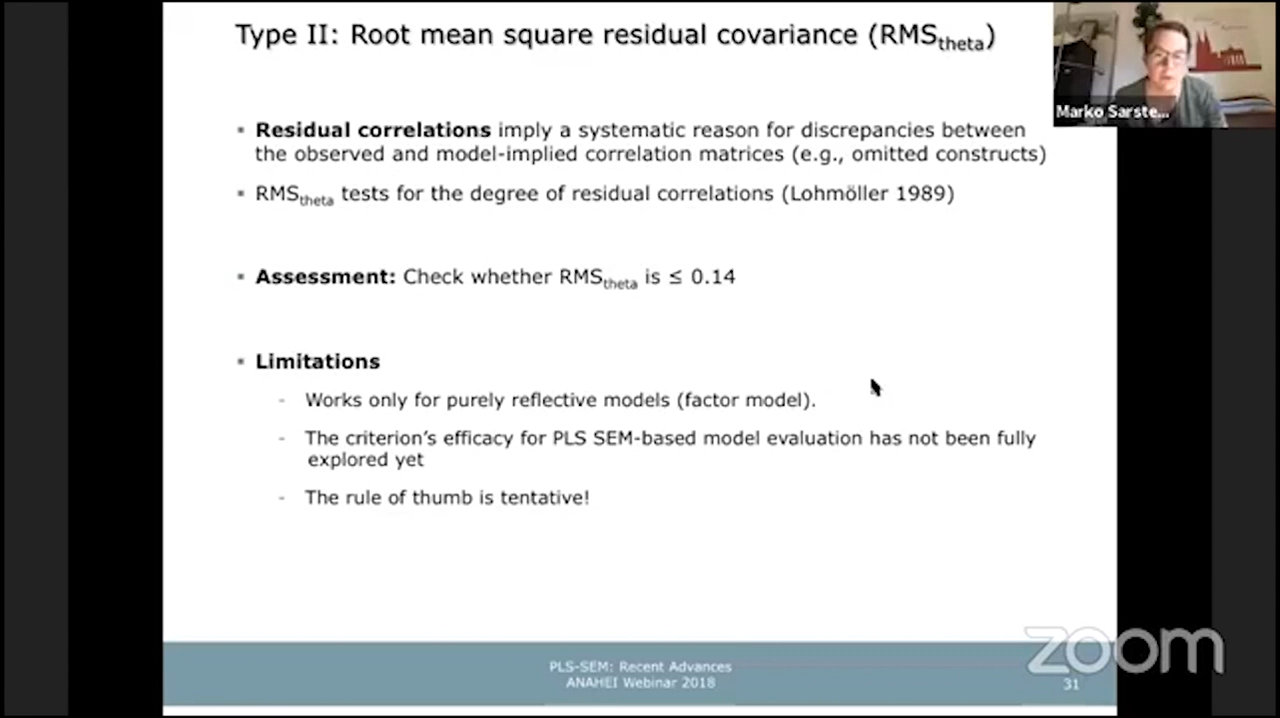 Type II: Root mean square residual covariance (RMStheta)
Marko Sarste...
▪ Residual correlations imply a systematic reason for discrepancies between
the observed and model-implied correlation matrices (e.g., omitted constructs)
▪ RMStheta tests for the degree of residual correlations (Lohmöller 1989)
▪ Assessment: Check whether RMStheta is ≤ 0.14
▪ Limitations
- Works only for purely reflective models (factor model).
- The criterion's efficacy for PLS SEM-based model evaluation has not been fully
explored yet
- The rule of thumb is tentative!
PLS-SEM: Recent Advances
ANAHEI Webinar 2018
31
zoom